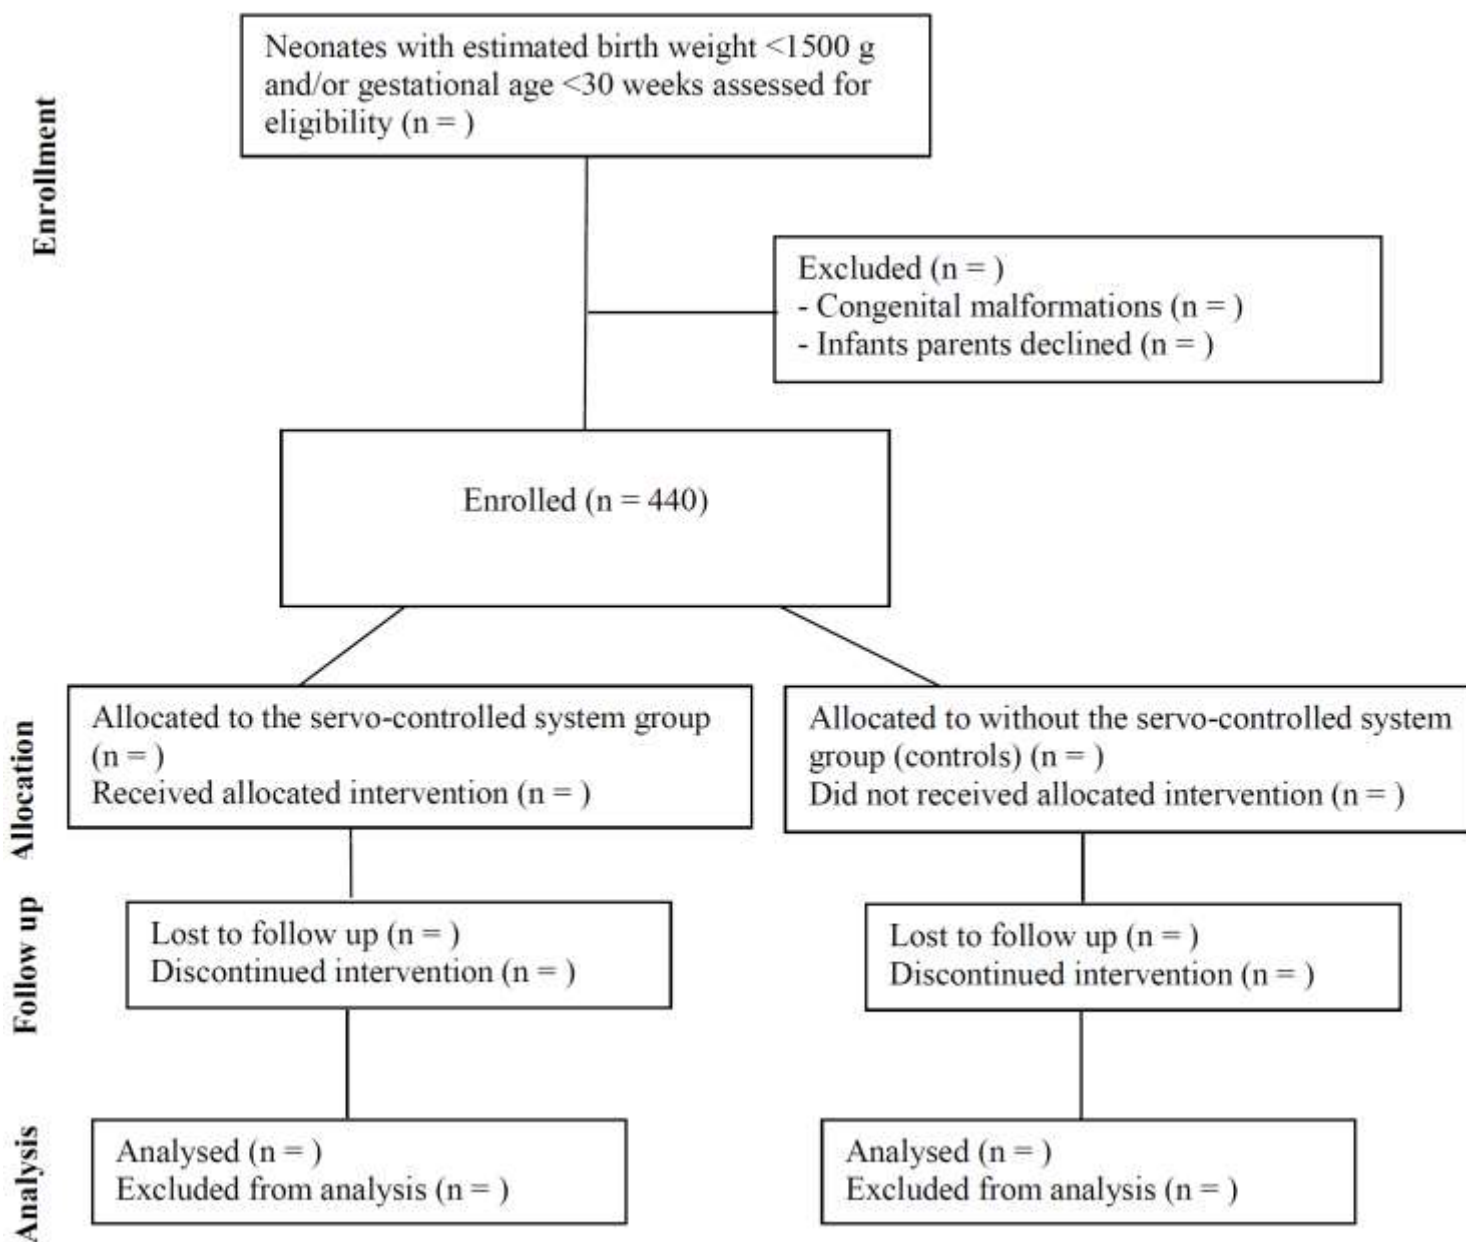 Enrollment
Neonates with estimated birth weight <1500 g
and/or gestational age <30 weeks assessed for
eligibility (n = )
Excluded (n = )
- Congenital malformations (n = )
- Infants parents declined (n = )
Enrolled (n = 440)
Allocation
Allocated to the servo-controlled system group
(n = )
Received allocated intervention (n = )
Allocated to without the servo-controlled system
group (controls) (n = )
Did not received allocated intervention (n = )
Follow up
Lost to follow up (n = )
Discontinued intervention (n = )
Lost to follow up (n = )
Discontinued intervention (n = )
Analysis
Analysed (n = )
Excluded from analysis (n = )
Analysed (n = )
Excluded from analysis (n = )